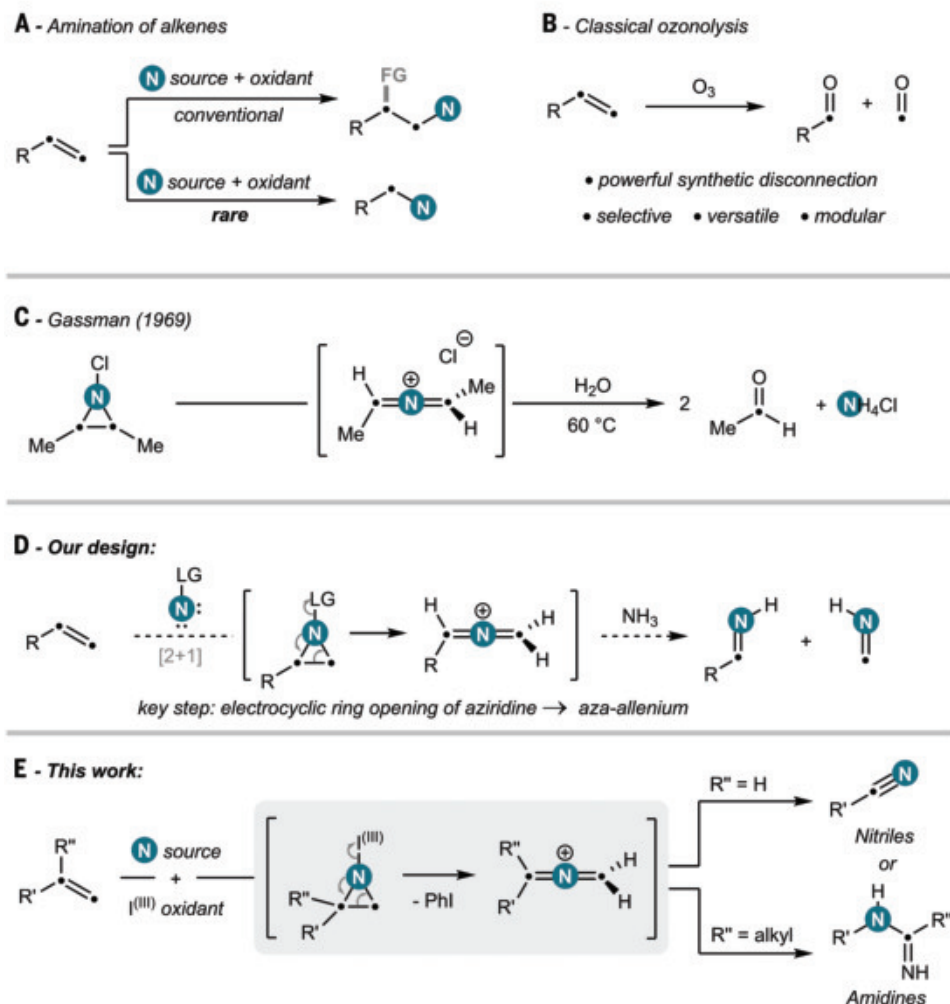 A - Amination of alkenes
FG
N source + oxidant
conventional
R
N
R
N source + oxidant
rare
R
N
B - Classical ozonolysis
R
O3
O
R
+
O
• powerful synthetic disconnection
• selective • versatile • modular
C - Gassman (1969)
Cl
N
Me
Me
H
Me
⊕
N
Cl ⊖
Me
H
H2O
60 °C
2
O
Me
H
+ NH4Cl
D - Our design:
R
LG
N
[2+1]
LG
N
R
H
R
⊕
N
H
H
NH3
N
H
R
+
H
N
key step: electrocyclic ring opening of aziridine → aza-allenium
E - This work:
R"
R'
N source
+
I(III) oxidant
I(III)
N
R"
R'
- PhI
R"
R'
⊕
N
H
H
R" = H
R'
N
Nitriles
or
R" = alkyl
H
N
R'
R"
NH
Amidines